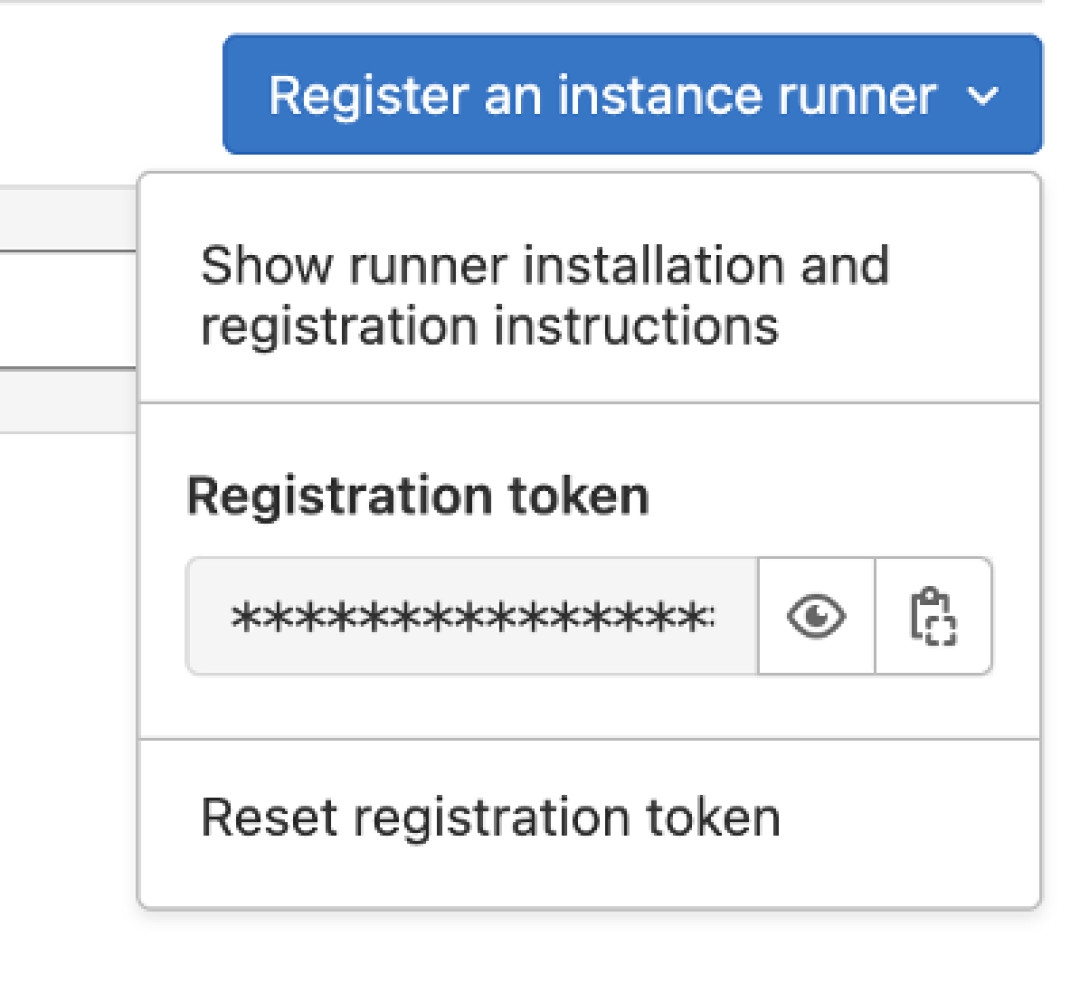 Register an instance runner
Show runner installation and
registration instructions
Registration token
***************
Reset registration token